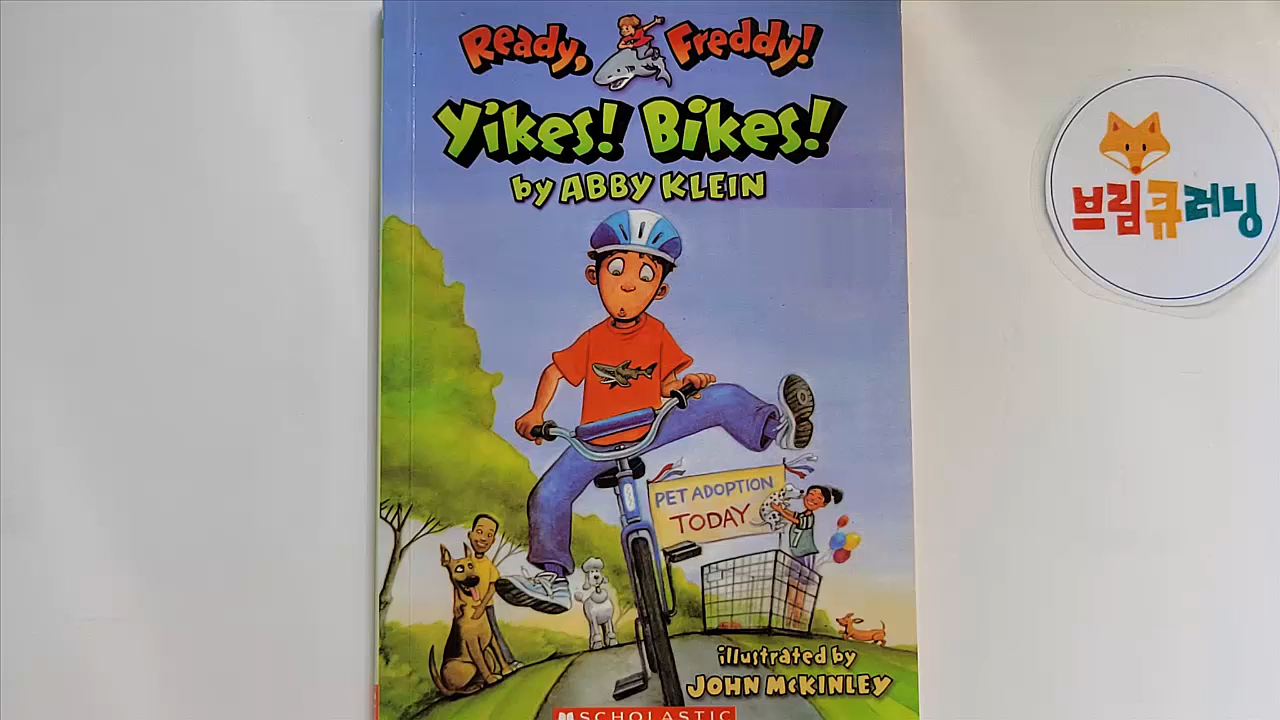 Ready, Freddy!
Yikes! Bikes!
by ABBY KLEIN
브림큐러닝
PET ADOPTION
TODAY
illustrated by
JOHN McKINLEY
SCHOLASTIC